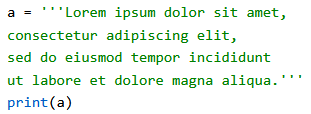 a = '''Lorem ipsum dolor sit amet,
consectetur adipiscing elit,
sed do eiusmod tempor incididunt
ut labore et dolore magna aliqua.'''
print(a)